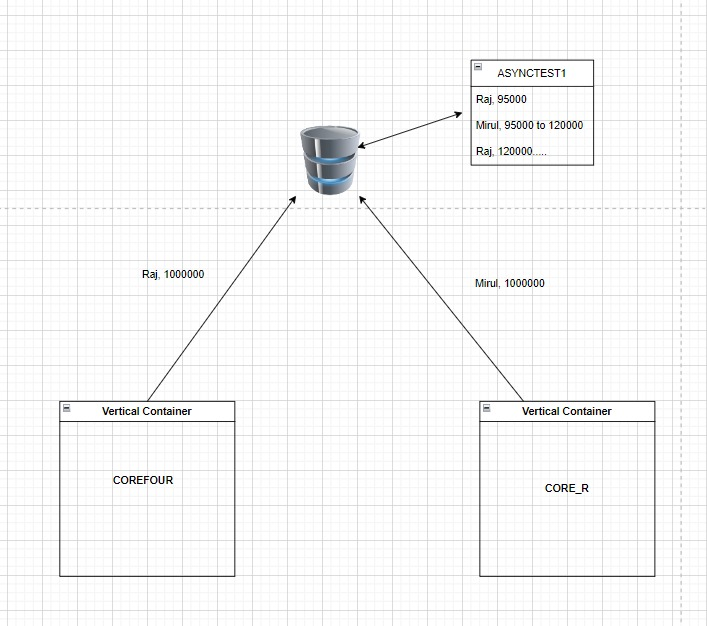 ASYNCTEST1
Raj, 95000
Mirul, 95000 to 120000
Raj, 120000.....
Raj, 1000000
Mirul, 1000000
Vertical Container
COREFOUR
Vertical Container
CORE_R